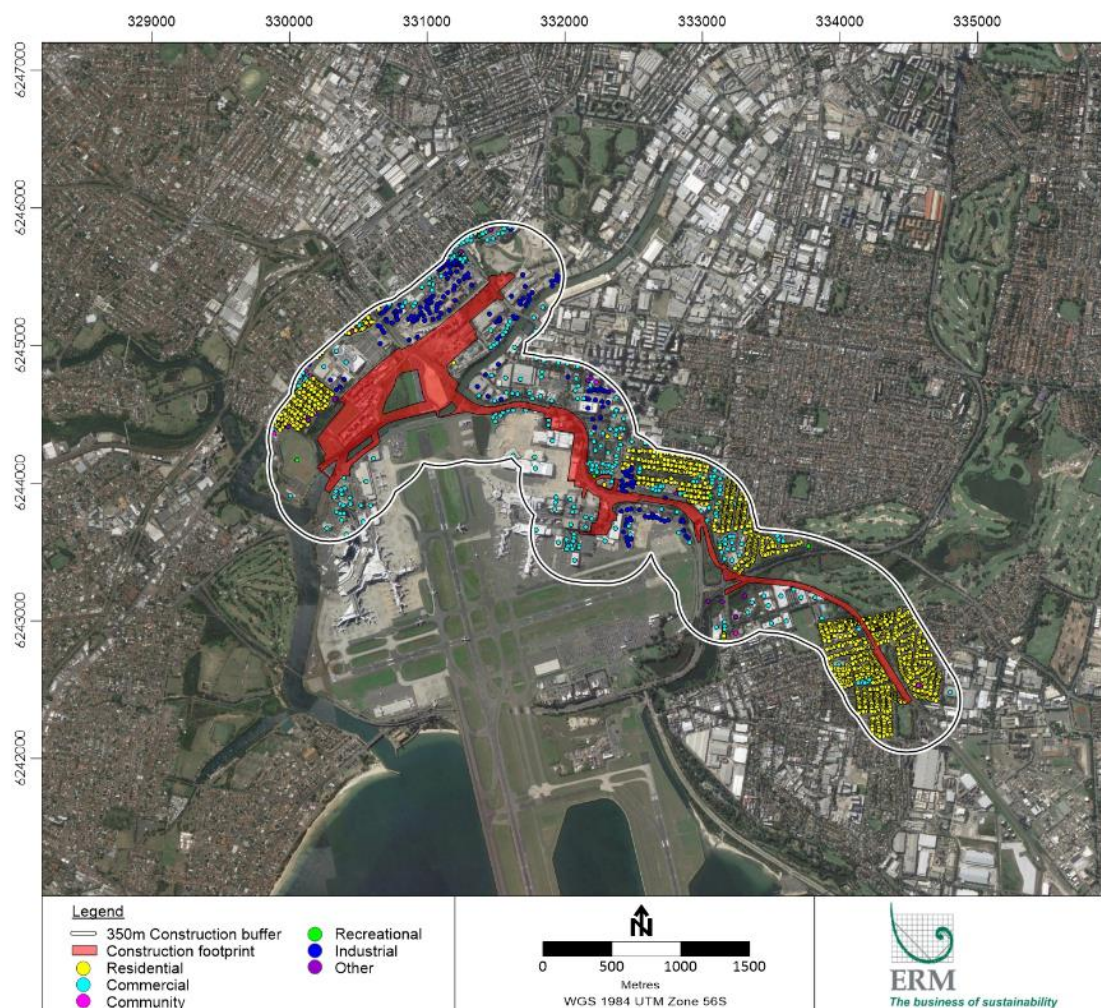 329000 330000 331000 332000 333000 334000 335000
6247000
6246000
6245000
6244000
6243000
6242000
Legend
350m Construction buffer
Construction footprint
Residential
Commercial
Community
Recreational
Industrial
Other
N
0 500 1000 1500
Metres
WGS 1984 UTM Zone 56S
ERM
The business of sustainability